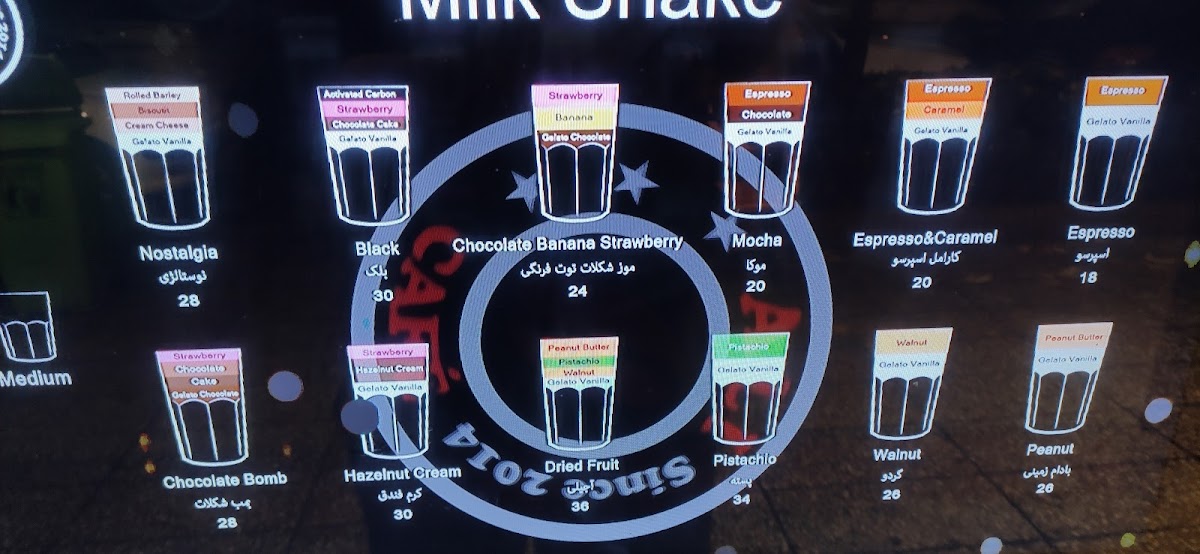 Milk Shake
Rolled Barley
Biscuit
Cream Cheese
Gelato Vanilla
Nostalgia
نوستالژی
28
Activated Carbon
Strawberry
Chocolate Cake
Gelato Vanilla
Black
بلک
30
Strawberry
Banana
Gelato Chocolate
Chocolate Banana Strawberry
موز شکلات توت فرنگی
24
Espresso
Chocolate
Gelato Vanilla
Mocha
موکا
20
Espresso
Caramel
Gelato Vanilla
Espresso&Caramel
کارامل اسپرسو
20
Espresso
Gelato Vanilla
Espresso
اسپرسو
18
Medium
Strawberry
Chocolate
Cake
Gelato Chocolate
Chocolate Bomb
بمب شکلات
28
Strawberry
Hazelnut Cream
Gelato Vanilla
Hazelnut Cream
کرم فندق
30
Peanut Butter
Pistachio
Walnut
Gelato Vanilla
Dried Fruit
آجیلی
36
Pistachio
Gelato Vanilla
Pistachio
پسته
34
Walnut
Gelato Vanilla
Walnut
گردو
26
Peanut Butter
Gelato Vanilla
Peanut
بادام زمینی
26
CAFE
Since 2014
2014